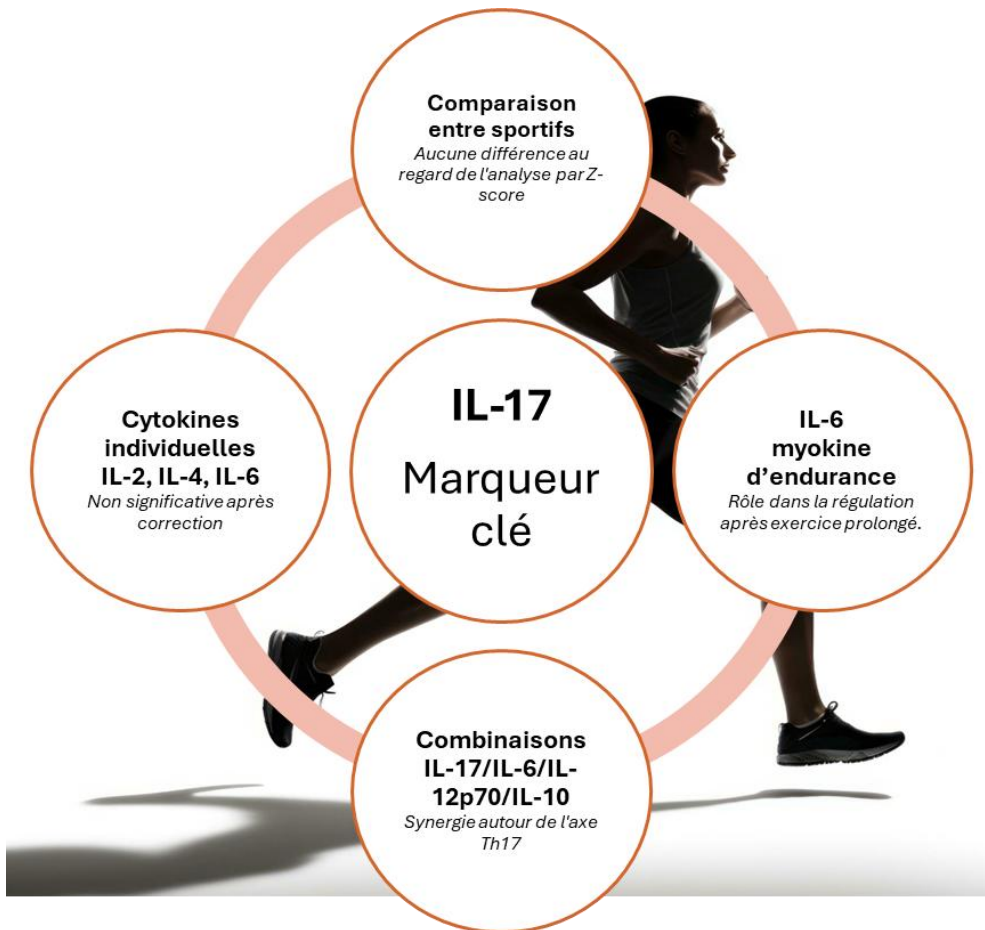 Comparaison
entre sportifs
Aucune différence au
regard de l'analyse par Z-
score
Cytokines
individuelles
IL-2, IL-4, IL-6
Non significative après
correction
IL-17
Marqueur
clé
IL-6
myokine
d’endurance
Rôle dans la régulation
après exercice prolongé.
Combinaisons
IL-17/IL-6/IL-
12p70/IL-10
Synergie autour de l'axe
Th17